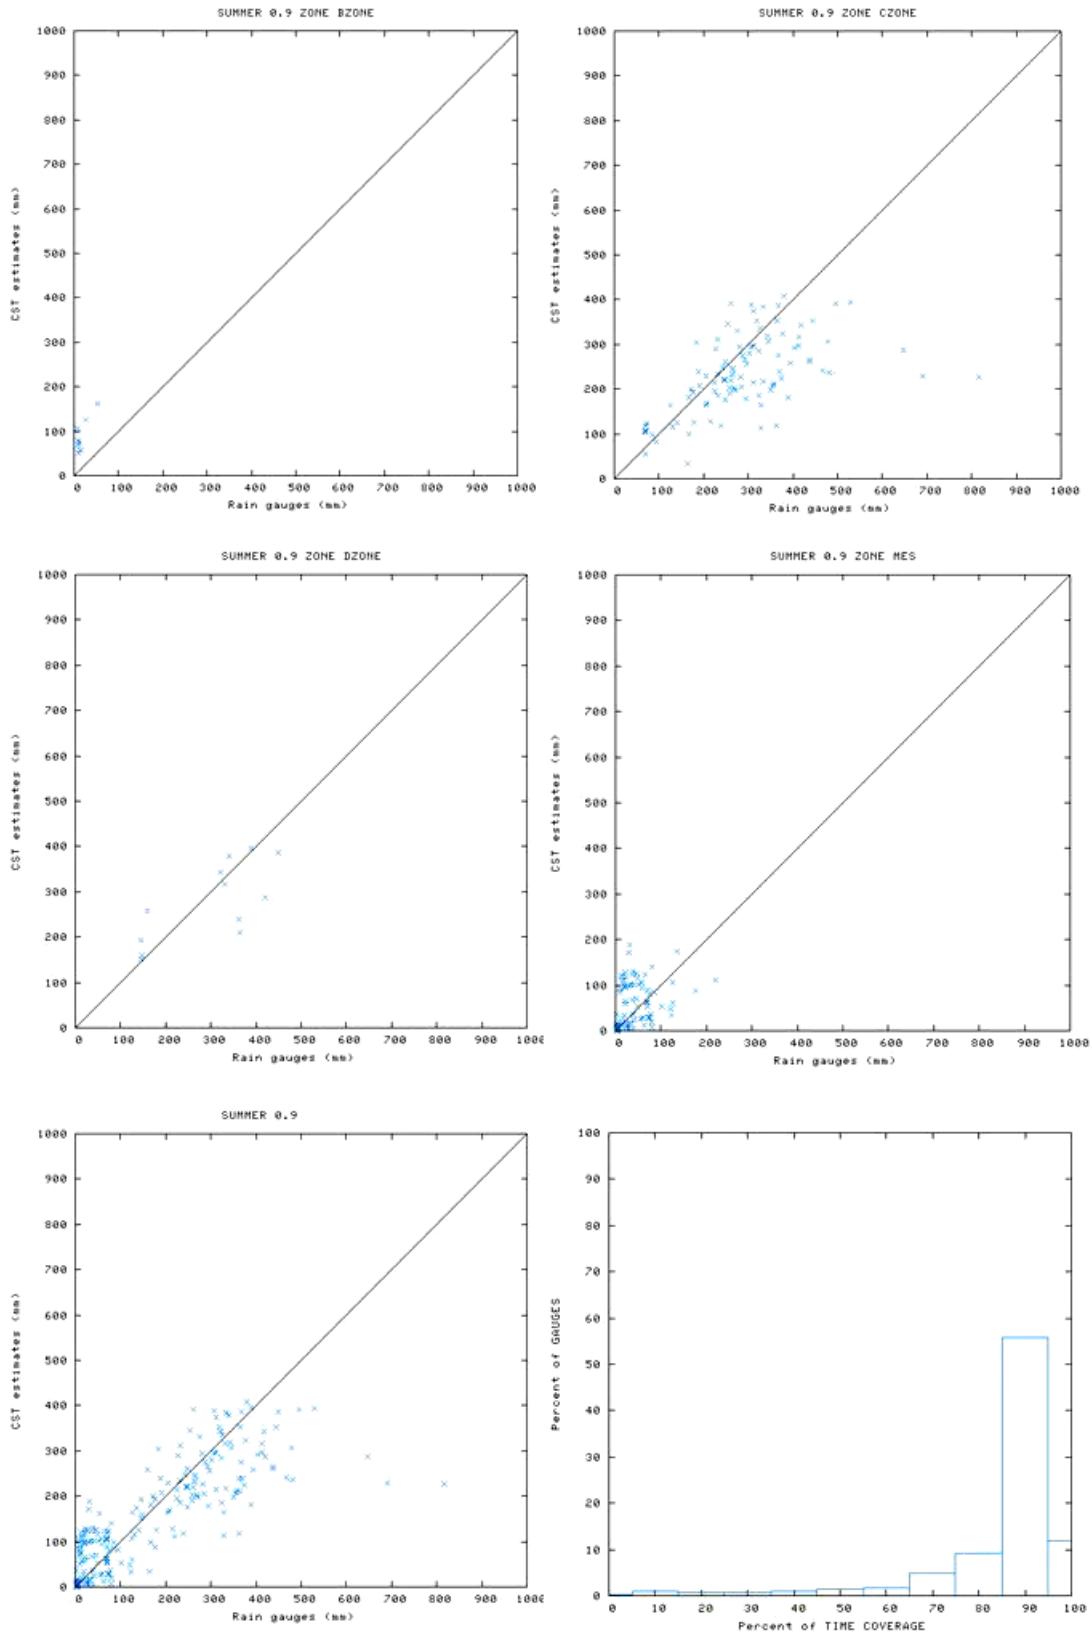 SUMMER 0.9 ZONE BZONE
1000
900
800
700
600
500
400
300
200
100
0
CST estimates (mm)
0 100 200 300 400 500 600 700 800 900 1000
Rain gauges (mm)
SUMMER 0.9 ZONE CZONE
1000
900
800
700
600
500
400
300
200
100
0
CST estimates (mm)
0 100 200 300 400 500 600 700 800 900 1000
Rain gauges (mm)
SUMMER 0.9 ZONE DZONE
1000
900
800
700
600
500
400
300
200
100
0
CST estimates (mm)
0 100 200 300 400 500 600 700 800 900 1000
Rain gauges (mm)
SUMMER 0.9 ZONE MES
1000
900
800
700
600
500
400
300
200
100
0
CST estimates (mm)
0 100 200 300 400 500 600 700 800 900 1000
Rain gauges (mm)
SUMMER 0.9
1000
900
800
700
600
500
400
300
200
100
0
CST estimates (mm)
0 100 200 300 400 500 600 700 800 900 1000
Rain gauges (mm)
100
90
80
70
60
50
40
30
20
10
0
Percent of GAUGES
0 10 20 30 40 50 60 70 80 90 100
Percent of TIME COVERAGE